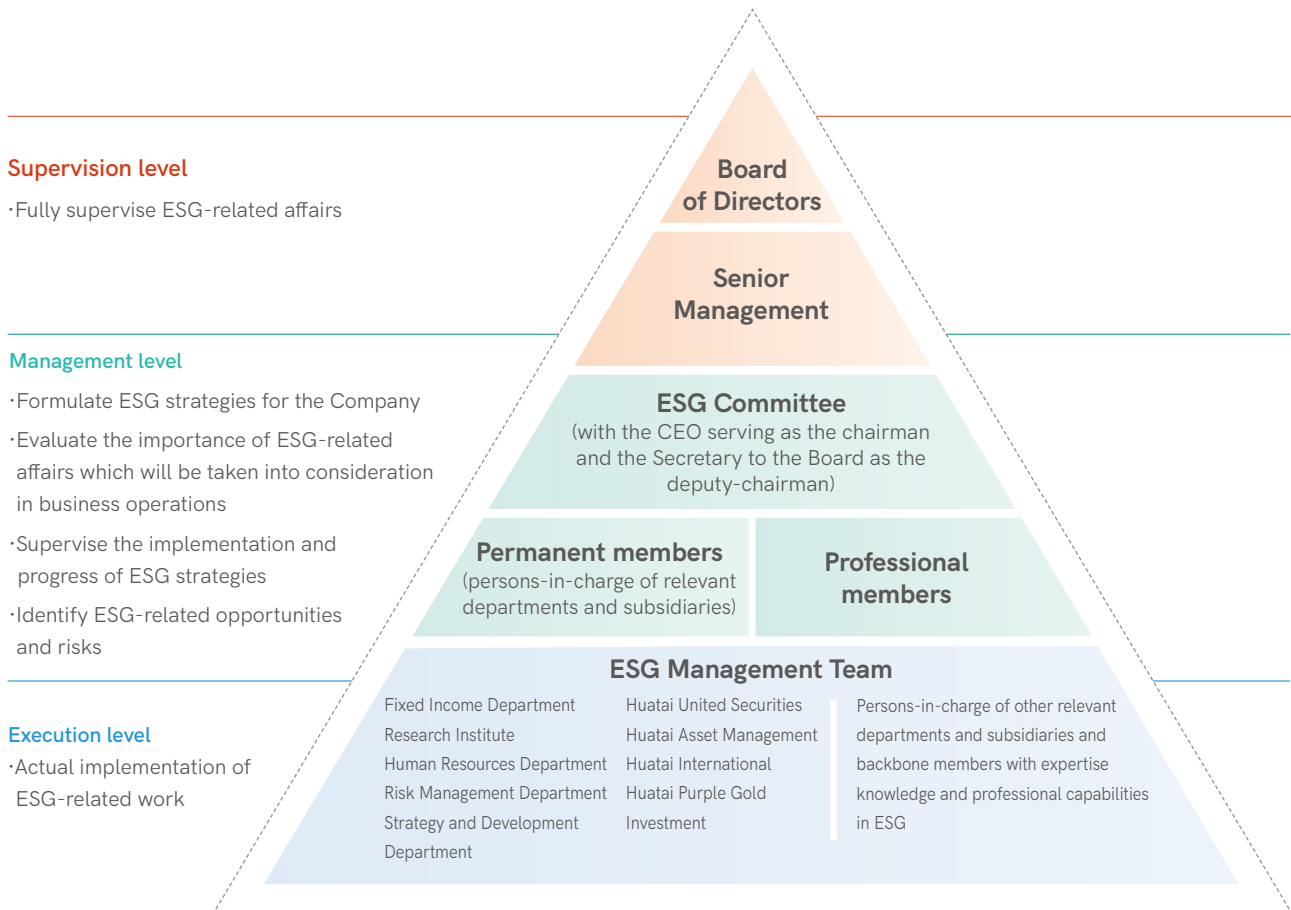 Supervision level
·Fully supervise ESG-related affairs
Board
of Directors
Senior
Management
Management level
·Formulate ESG strategies for the Company
·Evaluate the importance of ESG-related
affairs which will be taken into consideration
in business operations
·Supervise the implementation and
progress of ESG strategies
·Identify ESG-related opportunities
and risks
ESG Committee
(with the CEO serving as the chairman
and the Secretary to the Board as the
deputy-chairman)
Permanent members
(persons-in-charge of relevant
departments and subsidiaries)
Professional
members
Execution level
·Actual implementation of
ESG-related work
ESG Management Team
Fixed Income Department
Research Institute
Human Resources Department
Risk Management Department
Strategy and Development
Department
Huatai United Securities
Huatai Asset Management
Huatai International
Huatai Purple Gold
Investment
Persons-in-charge of other relevant
departments and subsidiaries and
backbone members with expertise
knowledge and professional capabilities
in ESG